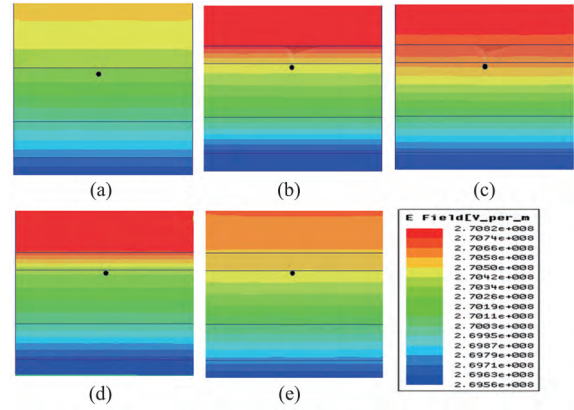 (a)
(b)
(c)
(d)
(e)
E Field[V_per_m
2.7082e+008
2.7074e+008
2.7066e+008
2.7058e+008
2.7050e+008
2.7042e+008
2.7034e+008
2.7026e+008
2.7019e+008
2.7011e+008
2.7003e+008
2.6995e+008
2.6987e+008
2.6979e+008
2.6971e+008
2.6963e+008
2.6956e+008